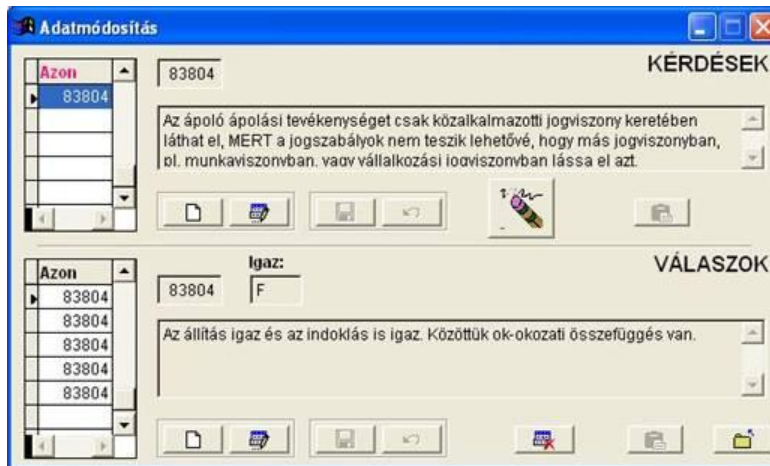 Adatmódosítás
KÉRDÉSEK
Azon
83804
83804
Az ápoló ápolási tevékenységet csak közalkalmazotti jogviszony keretében
láthat el, MERT a jogszabályok nem teszik lehetővé, hogy más jogviszonyban,
pl. munkaviszonyban, vagy vállalkozási jogviszonyban lássa el azt.
VÁLASZOK
Azon
83804
83804
83804
83804
83804
83804
Igaz:
F
Az állítás igaz és az indoklás is igaz. Közöttük ok-okozati összefüggés van.